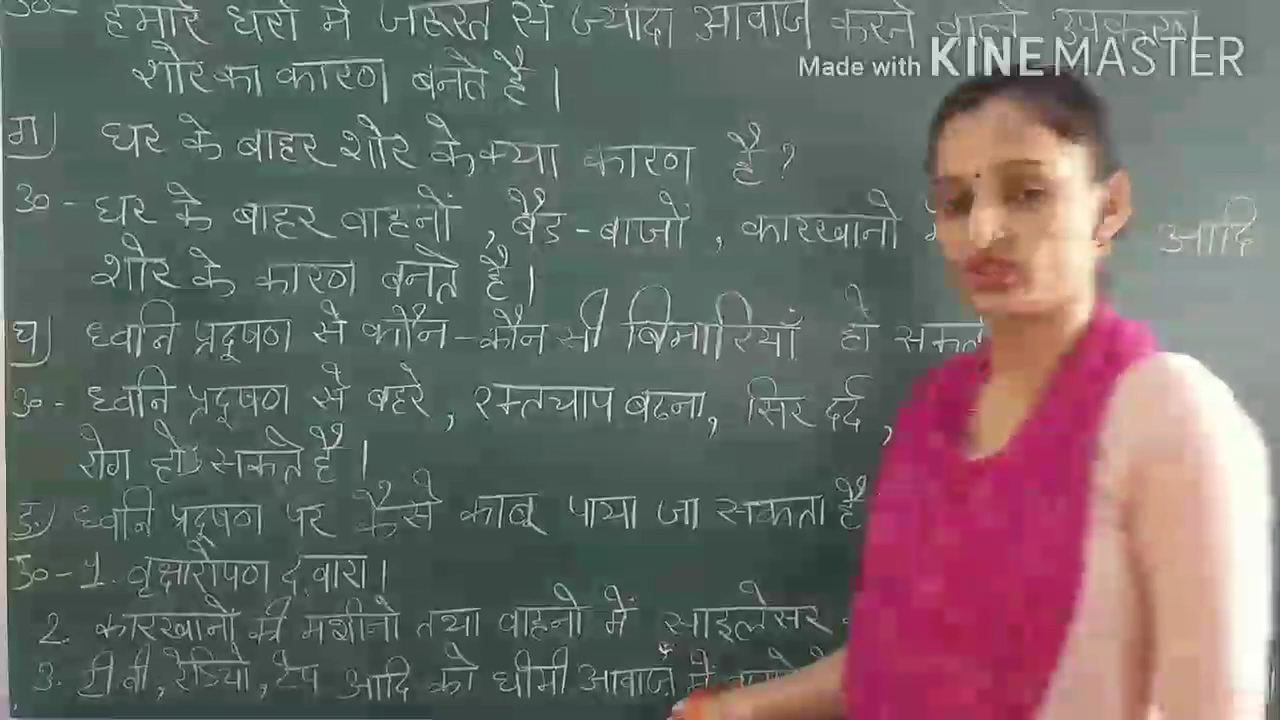 उ०- हमारे घरों में जरूरत से ज्यादा आवाज करने वाले उपकरण
Made with KINEMASTER
शोर का कारण बनते हैं।
ग) घर के बाहर शोर के क्या कारण हैं?
उ०- घर के बाहर वाहनों, बैंड-बाजों, कारखानों आदि
शोर के कारण बनते हैं।
घ) ध्वनि प्रदूषण से कौन-कौन सी बिमारियाँ हो सकत
उ०- ध्वनि प्रदूषण से बहरे, रक्तचाप बढना, सिर दर्द,
रोग हो सकते हैं।
ङ) ध्वनि प्रदूषण पर कैसे काबू पाया जा सकता है
उ०- 1. वृक्षारोपण द्वारा।
2. कारखानों की मशीनों तथा वाहनों में साइलेंसर
3. टी वी, रेडियो, टेप आदि को धीमी आवाज में